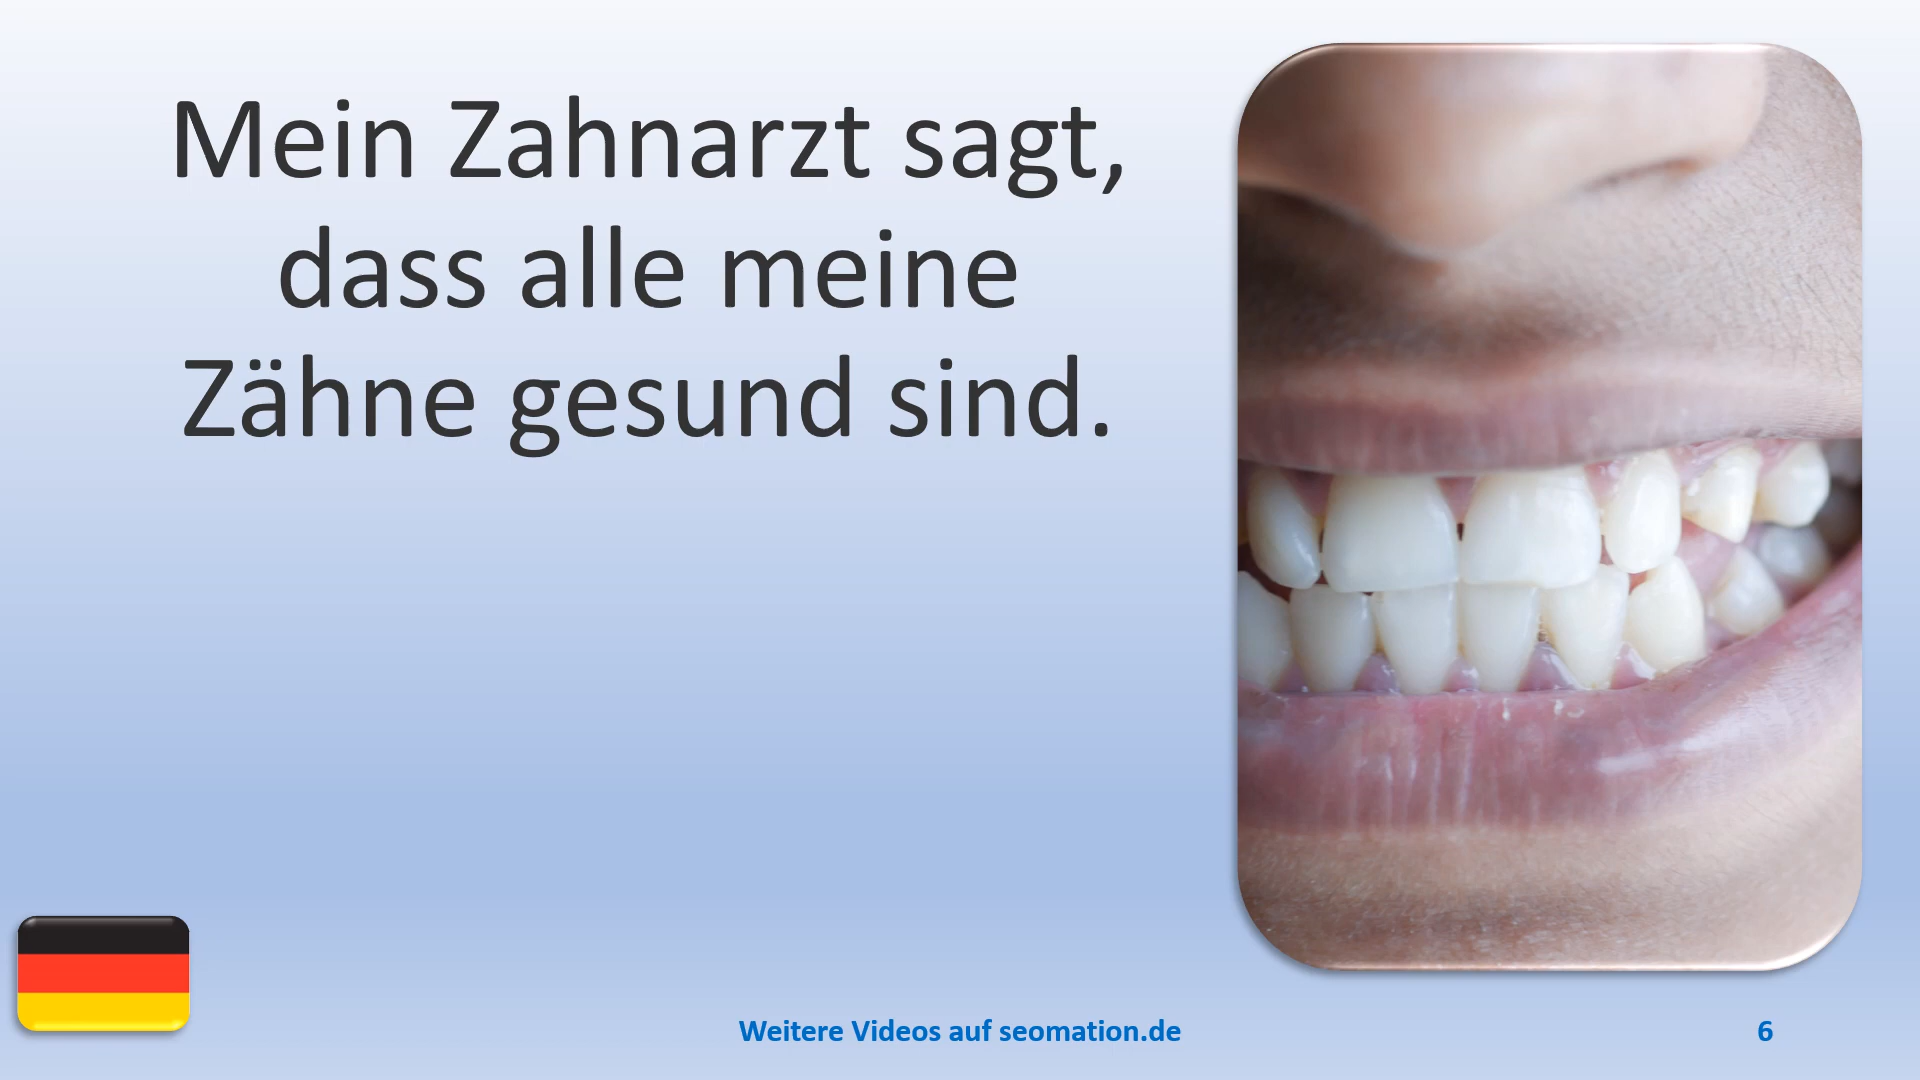 Mein Zahnarzt sagt,
dass alle meine
Zähne gesund sind.
Weitere Videos auf seomation.de
6